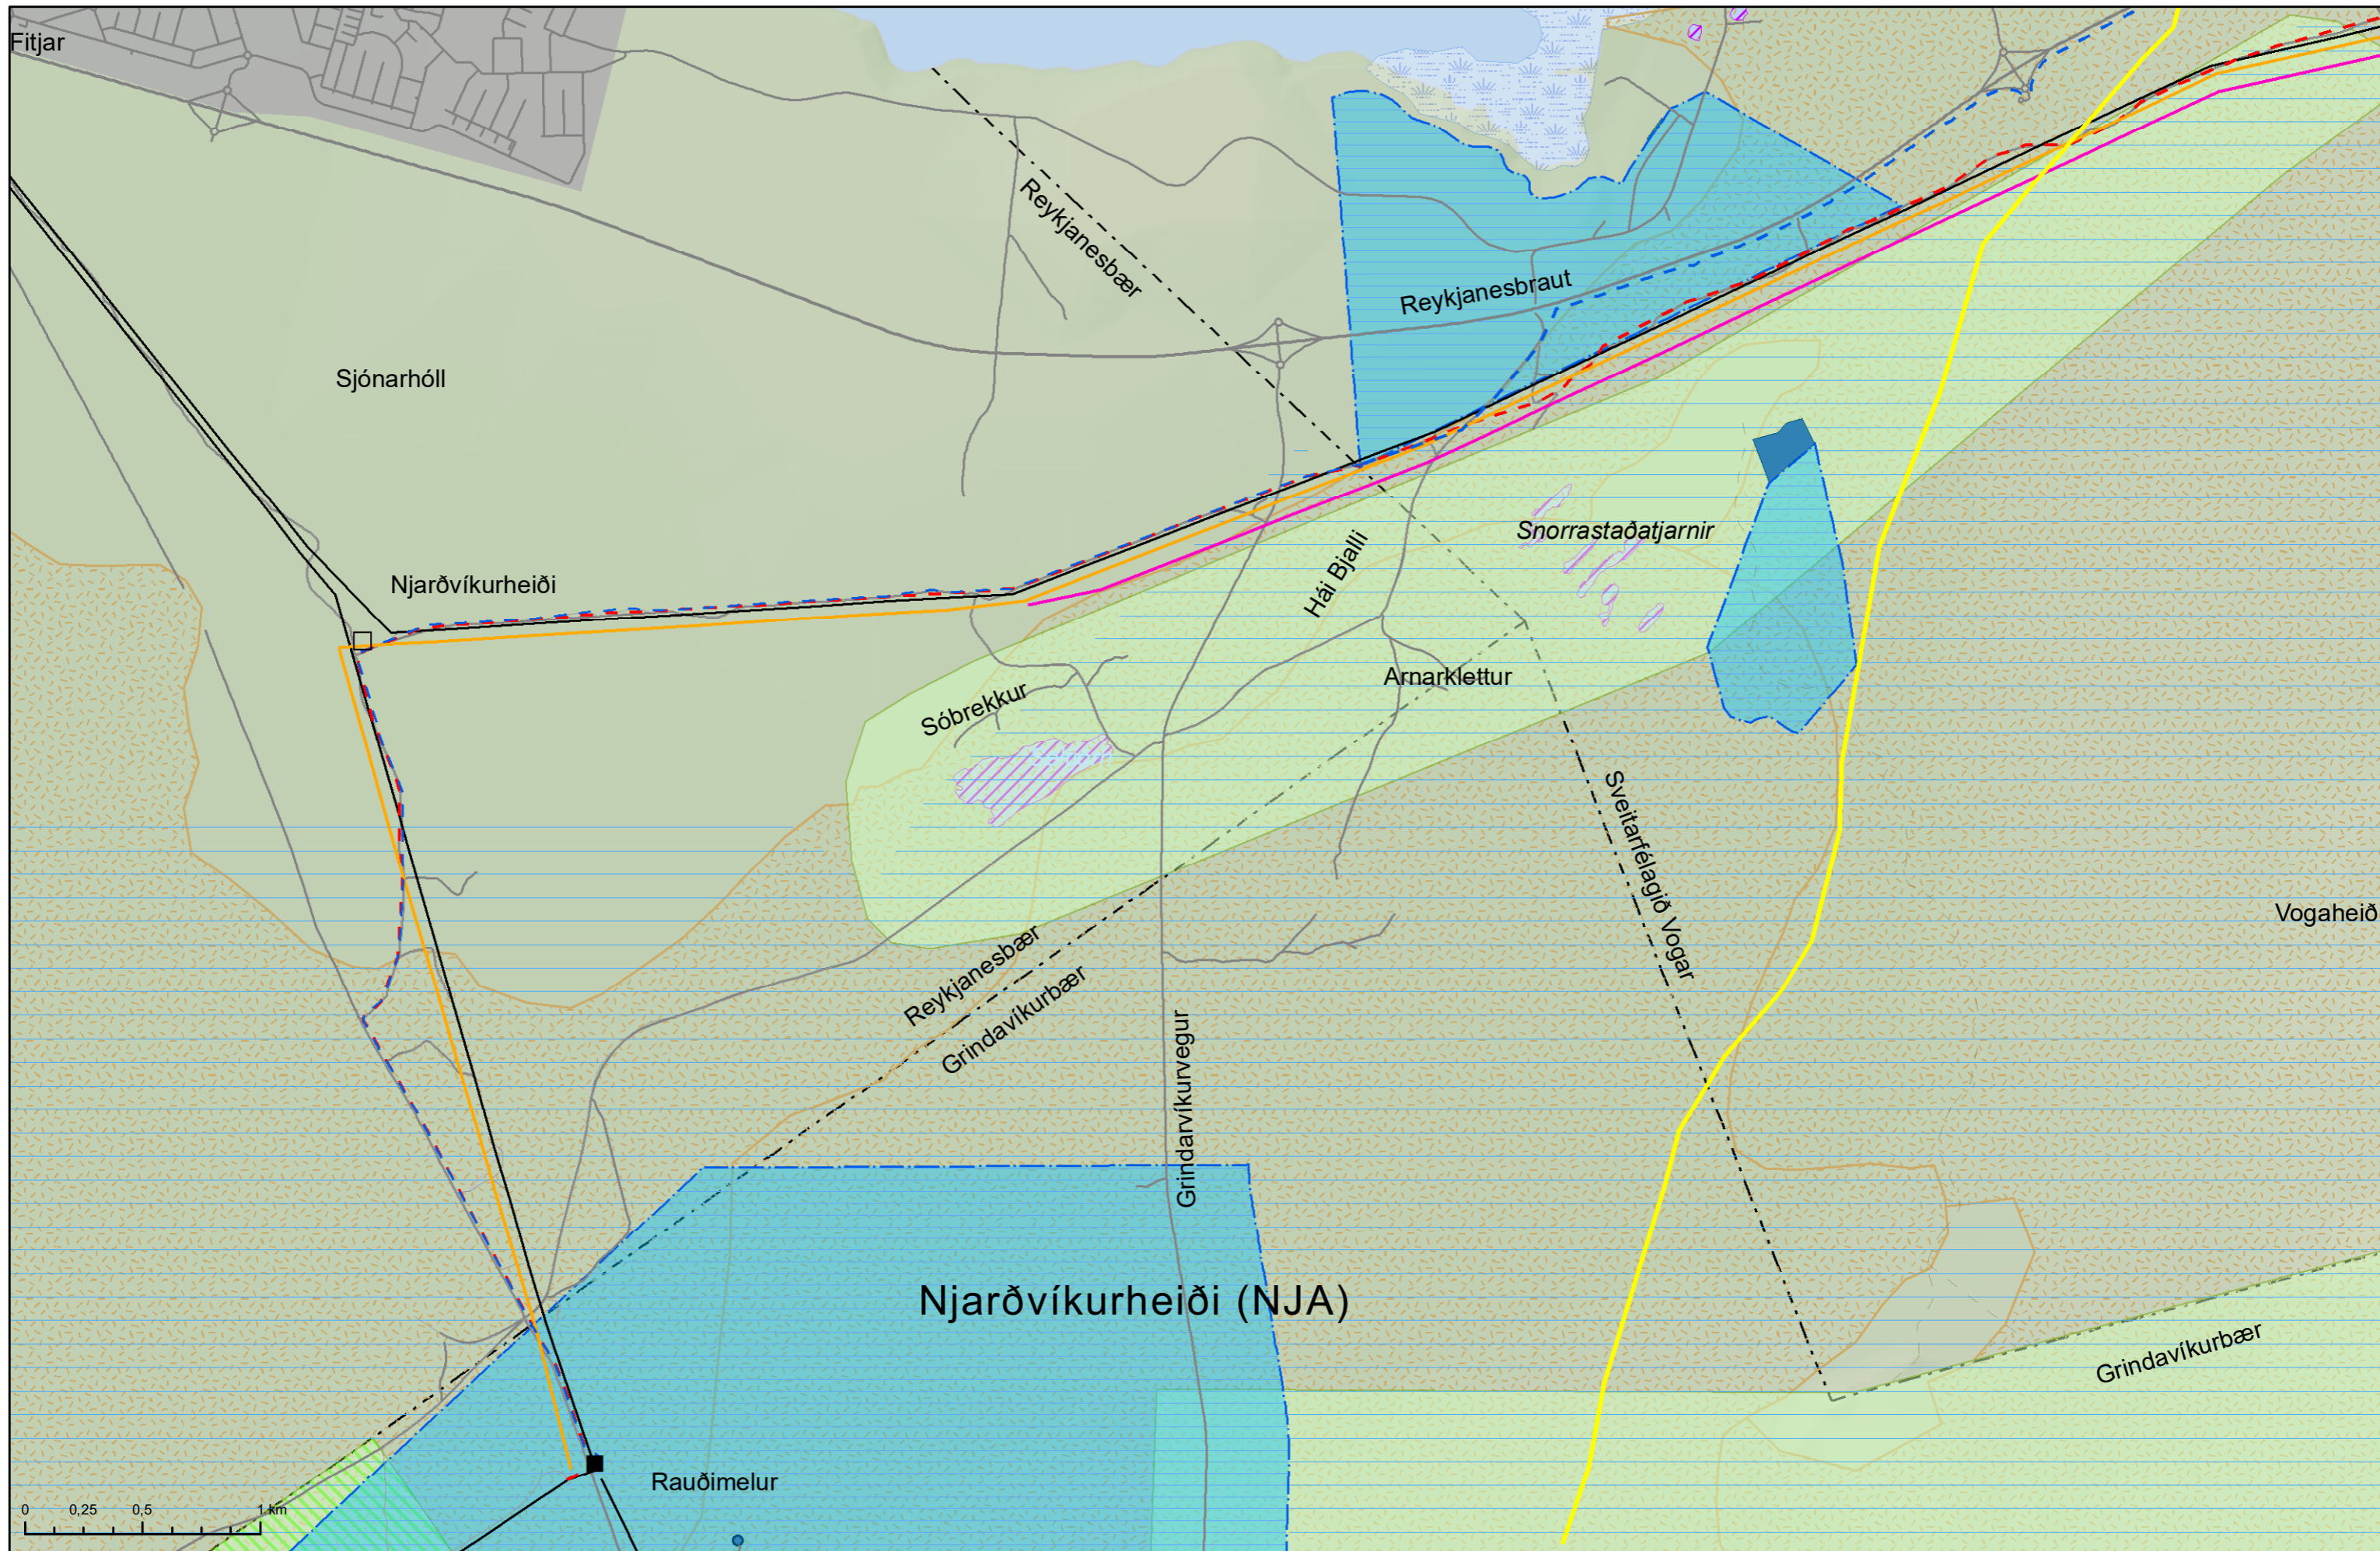 Fitjar
Reykjanesbær
Reykjanesbraut
Sjónarhóll
Snorrastaðatjarnir
Hái Bjalli
Njarðvíkurheiði
Arnarklettur
Sóbrekkur
Sveitarfélagið Vogar
Vogaheið
Reykjanesbær
Grindavíkurbær
Grindarvíkurvegur
Njarðvíkurheiði (NJA)
Grindavíkurbær
Rauðimelur
0 0,25 0,5 1 km